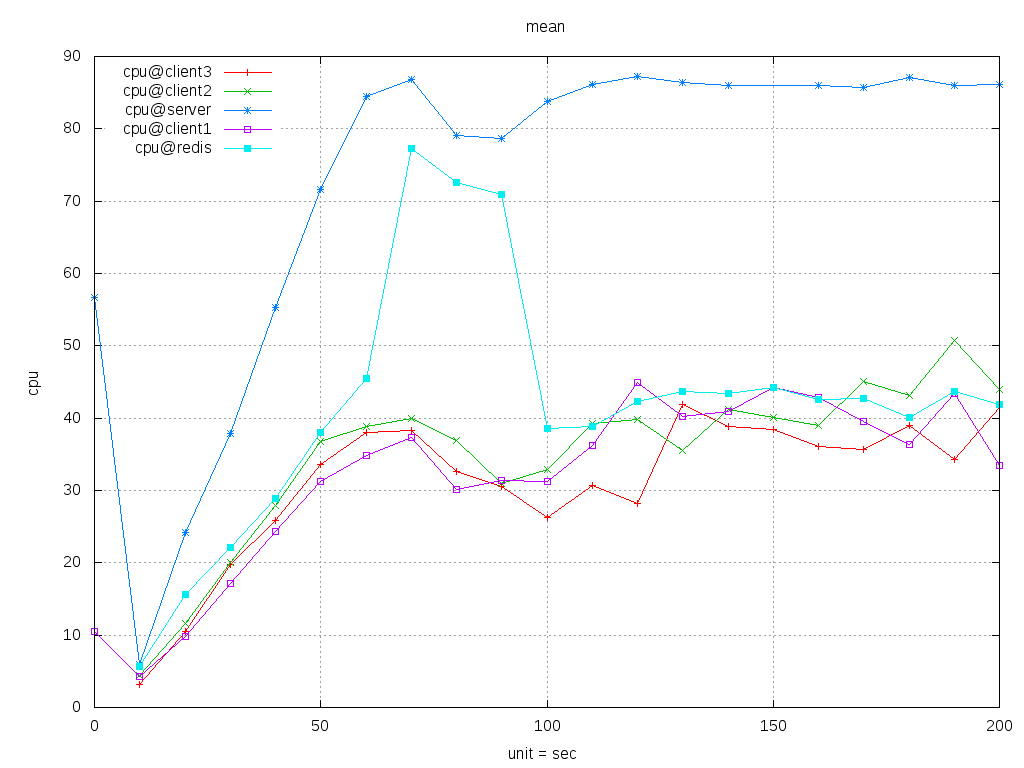 mean
90
80
70
60
50
40
30
20
10
0
cpu
cpu@client3
cpu@client2
cpu@server
cpu@client1
cpu@redis
0 50 100 150 200
unit = sec